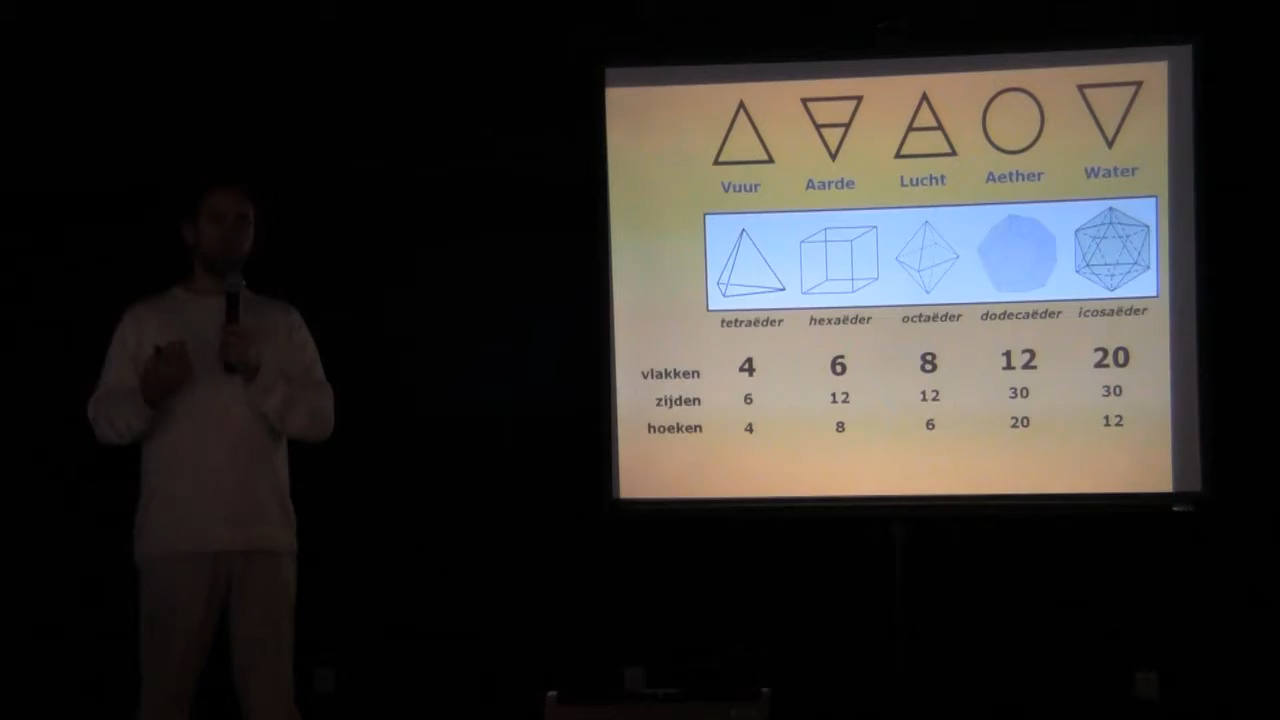 Vuur Aarde Lucht Aether Water
tetraëder hexaëder octaëder dodecaëder icosaëder
vlakken 4 6 8 12 20
zijden 6 12 12 30 30
hoeken 4 8 6 20 12